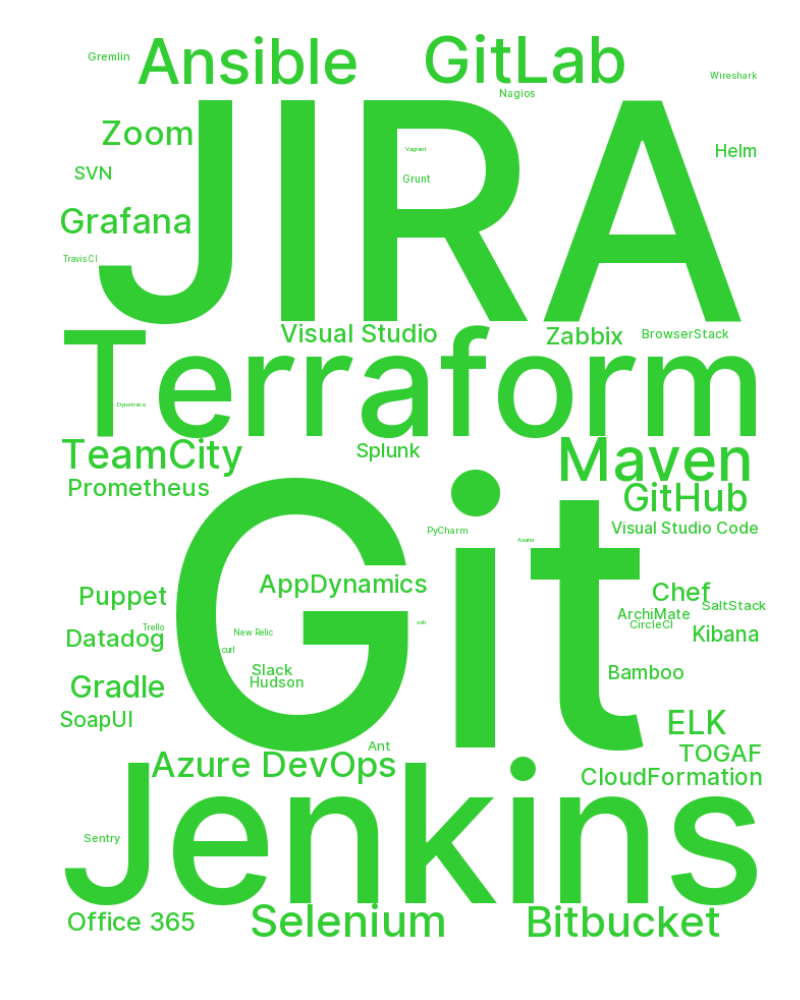 Ansible
GitLab
Gremlin
Wireshark
Nagios
JIRA
Zoom
Vagrant
Helm
SVN
Grunt
Grafana
Travis CI
Visual Studio
Zabbix
BrowserStack
Terraform
Dynatrace
TeamCity
Splunk
Maven
Prometheus
GitHub
Git
PyCharm
Visual Studio Code
Asana
AppDynamics
Puppet
Chef
SaltStack
ArchiMate
CircleCI
Trello
Datadog
New Relic
Kibana
curl
Slack
Bamboo
Hudson
Gradle
SoapUI
ELK
Ant
TOGAF
Azure DevOps
CloudFormation
Jenkins
Sentry
Office 365
Selenium
Bitbucket